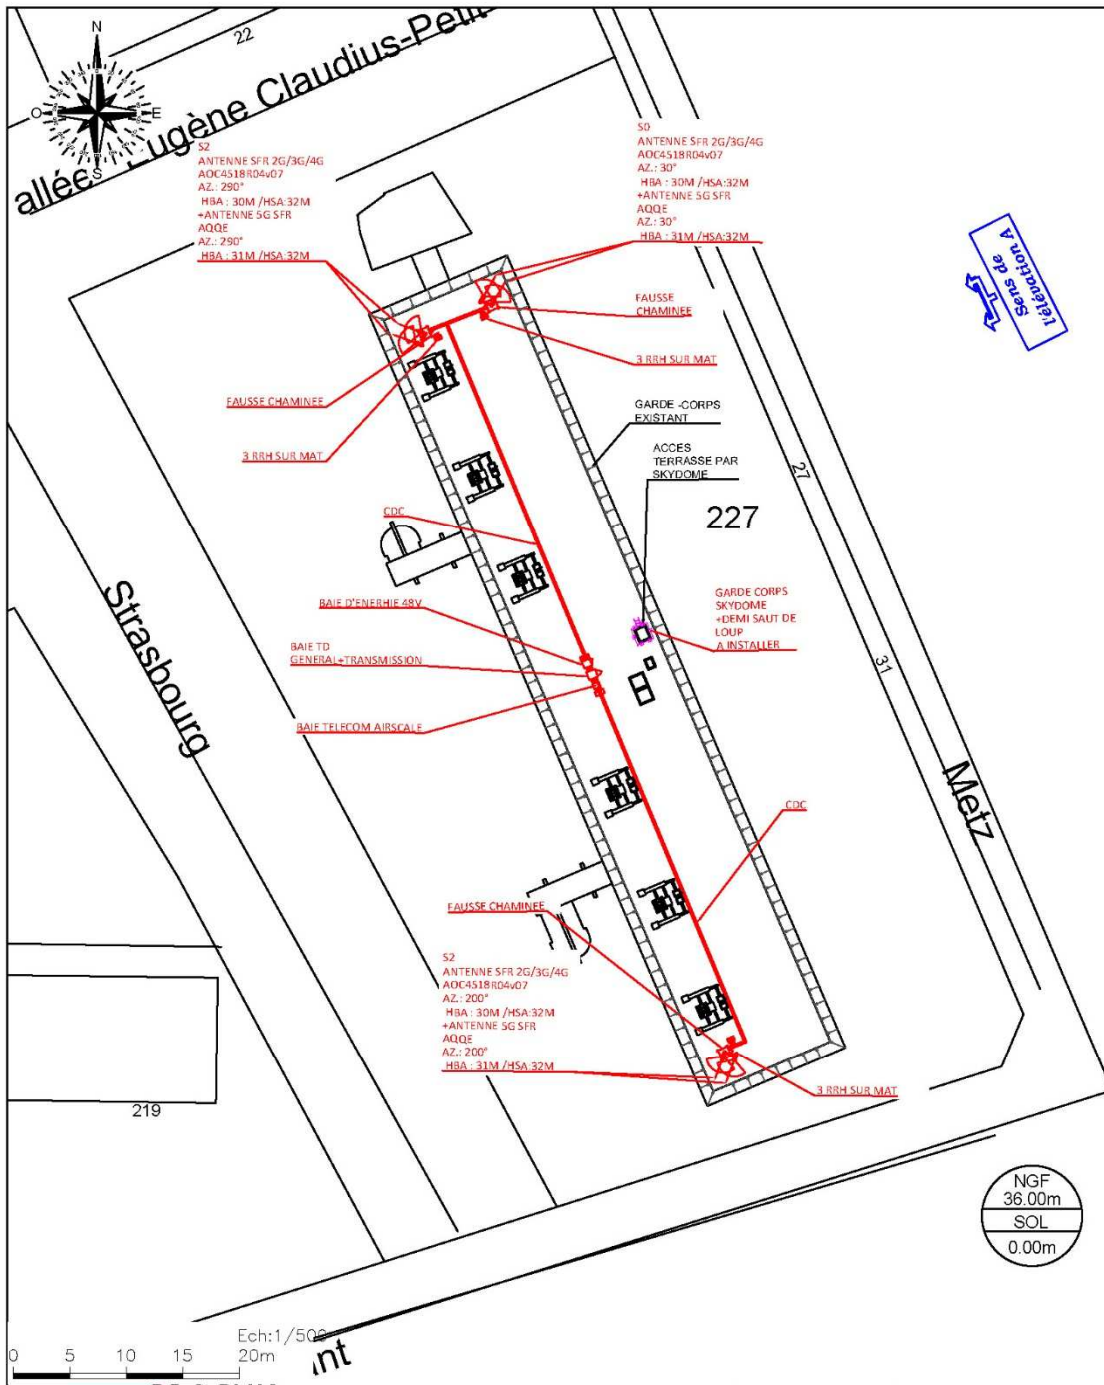 N
O
E
S
22
allée Eugène Claudius-Petit
S2
ANTENNE SFR 2G/3G/4G
AOC4518R04v07
AZ.: 290°
HBA : 30M /HSA:32M
+ANTENNE 5G SFR
AQQE
AZ.: 290°
HBA : 31M /HSA:32M
S0
ANTENNE SFR 2G/3G/4G
AOC4518R04v07
AZ.: 30°
HBA : 30M /HSA:32M
+ANTENNE 5G SFR
AQQE
AZ.: 30°
HBA : 31M /HSA:32M
Sens de
l'élévation A
FAUSSE
CHAMINEE
3 RRH SUR MAT
FAUSSE CHAMINEE
3 RRH SUR MAT
GARDE -CORPS
EXISTANT
ACCES
TERRASSE PAR
SKYDOME
227
27
CDC
Strasbourg
BAIE D'ENERHIE 48V
BAIE TD
GENERAL+TRANSMISSION
BAIE TELECOM AIRSCALE
GARDE CORPS
SKYDOME
+DEMI SAUT DE
LOUP
A INSTALLER
31
Metz
CDC
FAUSSE CHAMINEE
S2
ANTENNE SFR 2G/3G/4G
AOC4518R04v07
AZ.: 200°
HBA : 30M /HSA:32M
+ANTENNE 5G SFR
AQQE
AZ.: 200°
HBA : 31M /HSA:32M
3 RRH SUR MAT
219
NGF
36.00m
SOL
0.00m
Ech:1/500
0 5 10 15 20m
nt